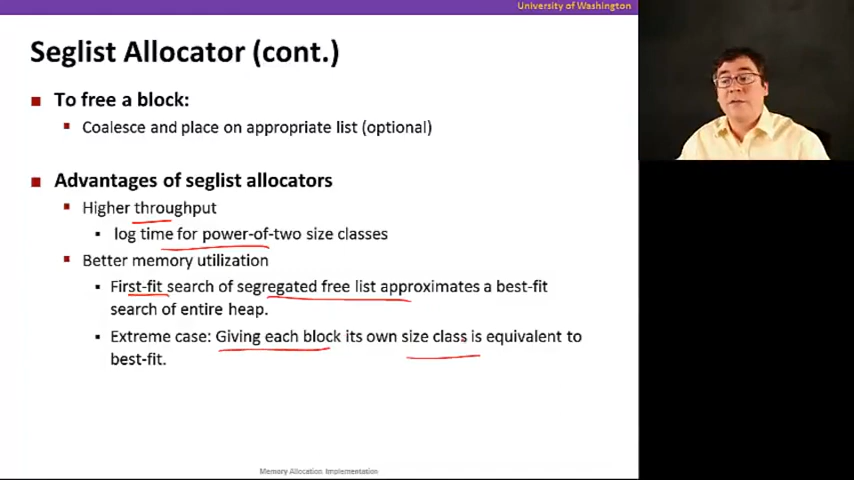 University of Washington
Seglist Allocator (cont.)
To free a block:
Coalesce and place on appropriate list (optional)
Advantages of seglist allocators
Higher throughput
log time for power-of-two size classes
Better memory utilization
First-fit search of segregated free list approximates a best-fit
search of entire heap.
Extreme case: Giving each block its own size class is equivalent to
best-fit.
Memory Allocation Implementation